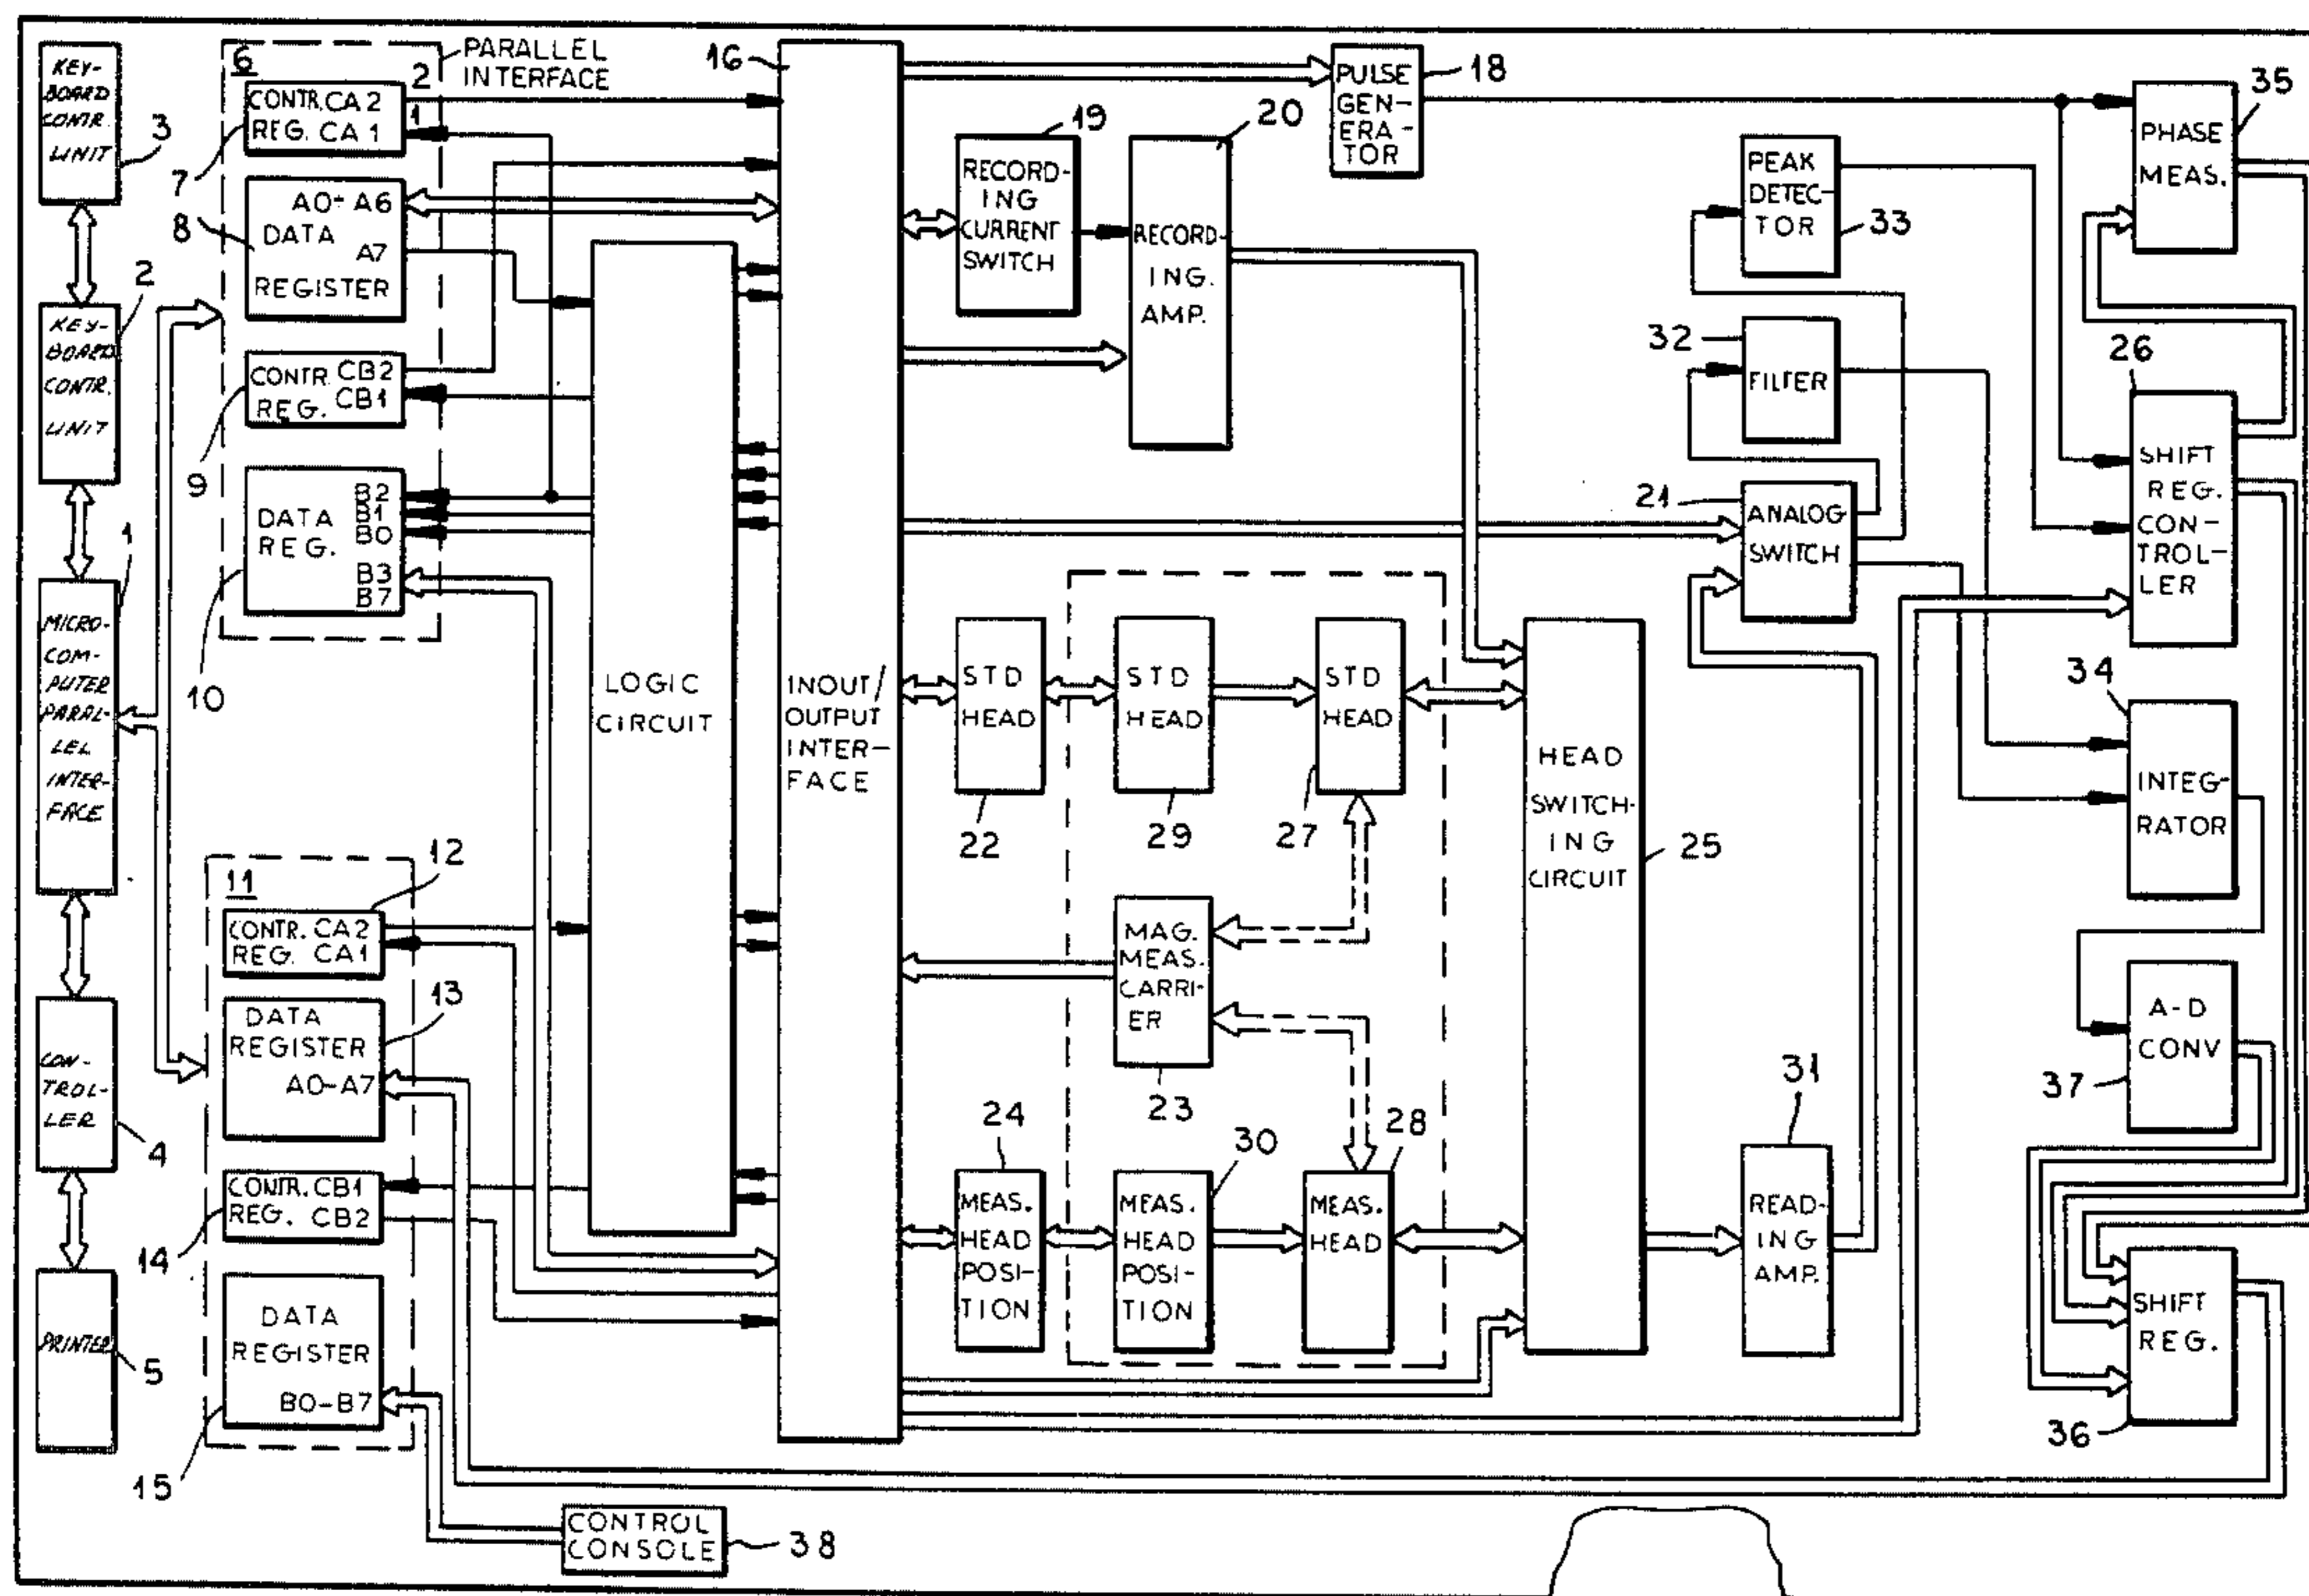 KEY-
BOARD
CONTR.
UNIT
3
KEY-
BOARD
CONTR.
UNIT
2
MICRO-
COM-
PUTER
PARAL-
LEL
INTER-
FACE
1
CON-
TROL-
LER
4
PRINTER
5
6
PARALLEL
INTERFACE
CONTR. CA2
REG. CA1
2
1
7
A0-A6
DATA
A7
REGISTER
8
CONTR. CB2
REG. CB1
9
B2
DATA B1
REG. B0
B3
B7
10
11
12
CONTR. CA2
REG. CA1
13
DATA
REGISTER
A0-A7
CONTR. CB1
REG. CB2
14
DATA
REGISTER
B0-B7
15
LOGIC
CIRCUIT
16
INOUT/
OUTPUT
INTER-
FACE
CONTROL
CONSOLE
38
PULSE
GEN-
ERA-
TOR
18
19
RECORD-
ING
CURRENT
SWITCH
20
RECORD-
ING.
AMP.
STD
HEAD
22
STD
HEAD
29
STD
HEAD
27
MAG.
MEAS.
CARRI-
ER
23
24
MEAS.
HEAD
POSI-
TION
30
MEAS.
HEAD
POSI-
TION
28
MEAS.
HEAD
HEAD
SWITCH-
ING
CIRCUIT
25
PEAK
DETEC-
TOR
33
32
FILTER
21
ANALOG
SWITCH
31
READ-
ING
AMP.
35
PHASE
MEAS.
26
SHIFT
REG.
CON-
TROL-
LER
34
INTEG-
RATOR
A-D
CONV
37
SHIFT
REG.
36